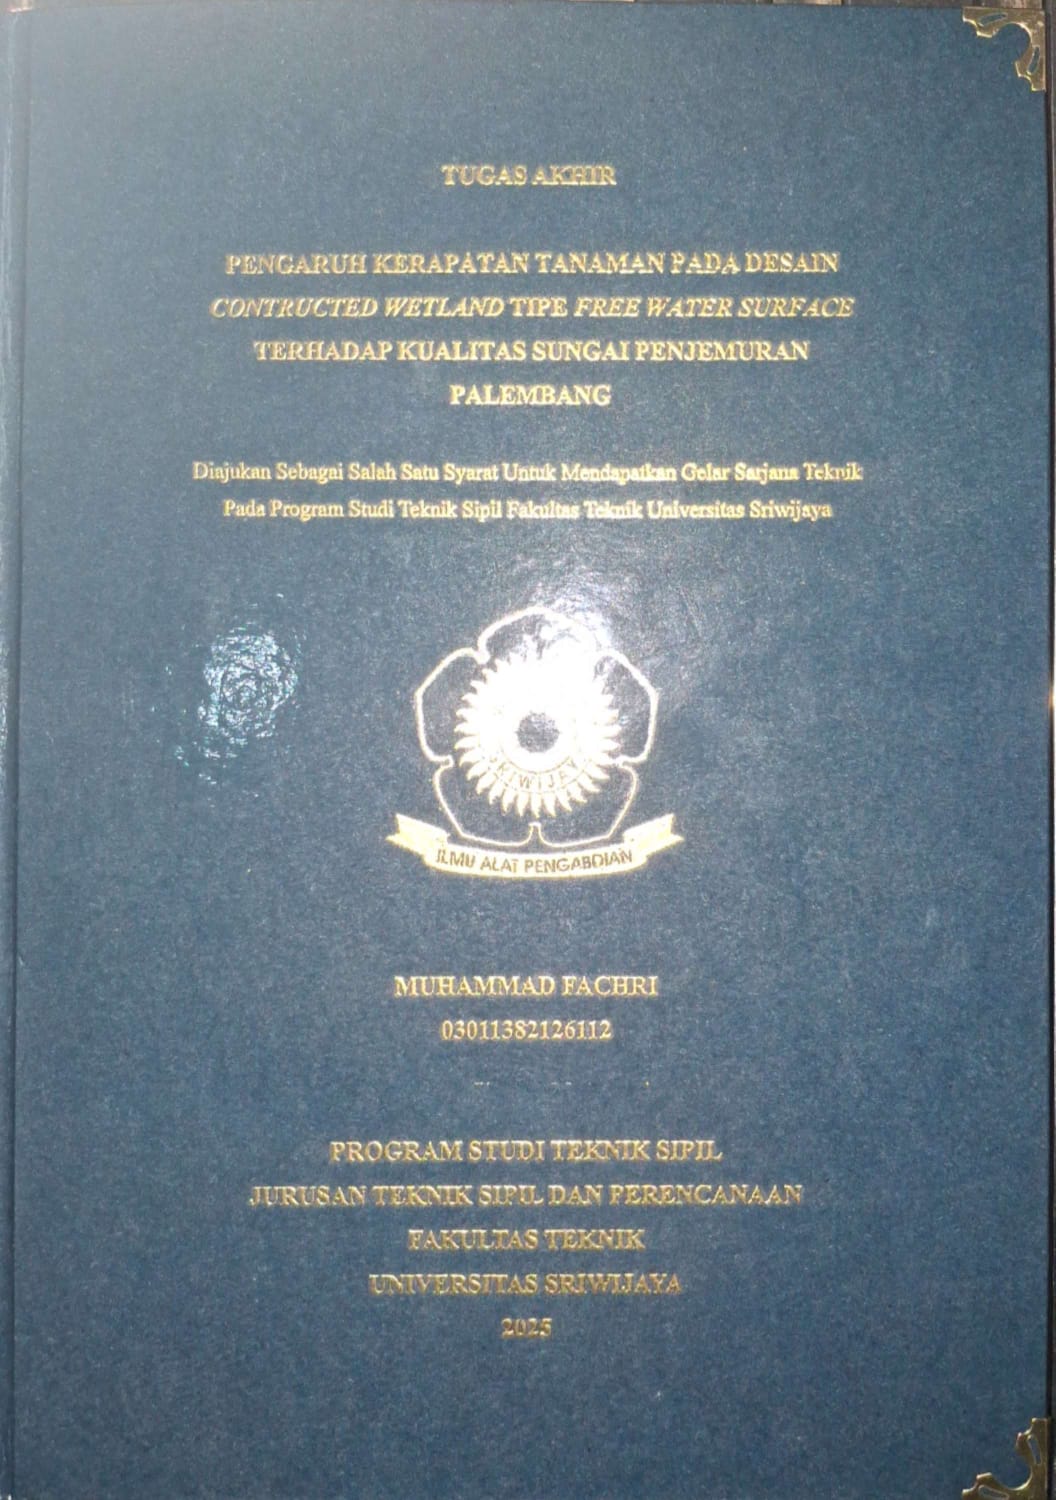 TUGAS AKHIR
PENGARUH KERAPATAN TANAMAN PADA DESAIN
CONTRUCTED WETLAND TIPE FREE WATER SURFACE
TERHADAP KUALITAS SUNGAI PENJEMURAN
PALEMBANG
Diajukan Sebagai Salah Satu Syarat Untuk Mendapatkan Gelar Sarjana Teknik
Pada Program Studi Teknik Sipil Fakultas Teknik Universitas Sriwijaya
SRIWIJAYA
ILMU ALAT PENGABDIAN
MUHAMMAD FACHRI
03011382126112
PROGRAM STUDI TEKNIK SIPIL
JURUSAN TEKNIK SIPIL DAN PERENCANAAN
FAKULTAS TEKNIK
UNIVERSITAS SRIWIJAYA
2025